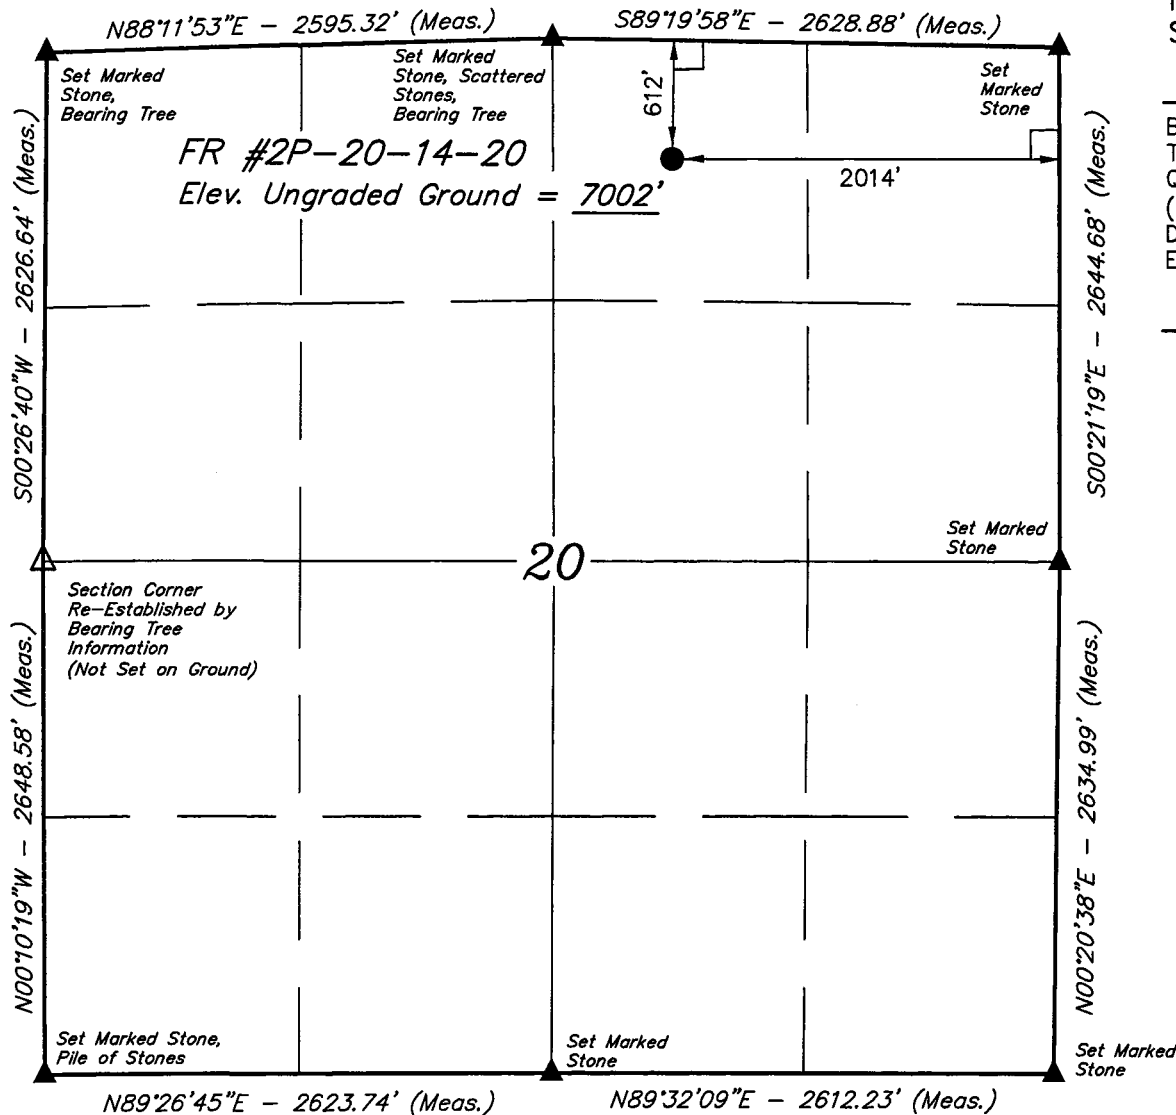 N88°11'53"E - 2595.32' (Meas.)
S89°19'58"E - 2628.88' (Meas.)
Set Marked
Stone,
Bearing Tree
Set Marked
Stone, Scattered
Stones,
Bearing Tree
Set
Marked
Stone
612'
FR #2P-20-14-20
Elev. Ungraded Ground = 7002'
2014'
S00°26'40"W - 2626.64' (Meas.)
S00°21'19"E - 2644.68' (Meas.)
B
T
(
D
E
Set Marked
Stone
20
Section Corner
Re-Established by
Bearing Tree
Information
(Not Set on Ground)
N00°10'19"W - 2648.58' (Meas.)
N00°20'38"E - 2634.99' (Meas.)
Set Marked Stone,
Pile of Stones
Set Marked
Stone
Set Marked
Stone
N89°26'45"E - 2623.74' (Meas.)
N89°32'09"E - 2612.23' (Meas.)